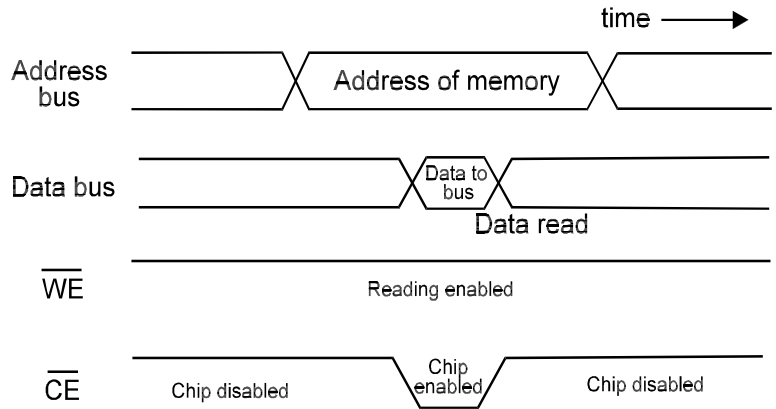 time
Address
bus
Address of memory
Data bus
Data to
bus
Data read
WE
Reading enabled
CE
Chip disabled
Chip
enabled
Chip disabled